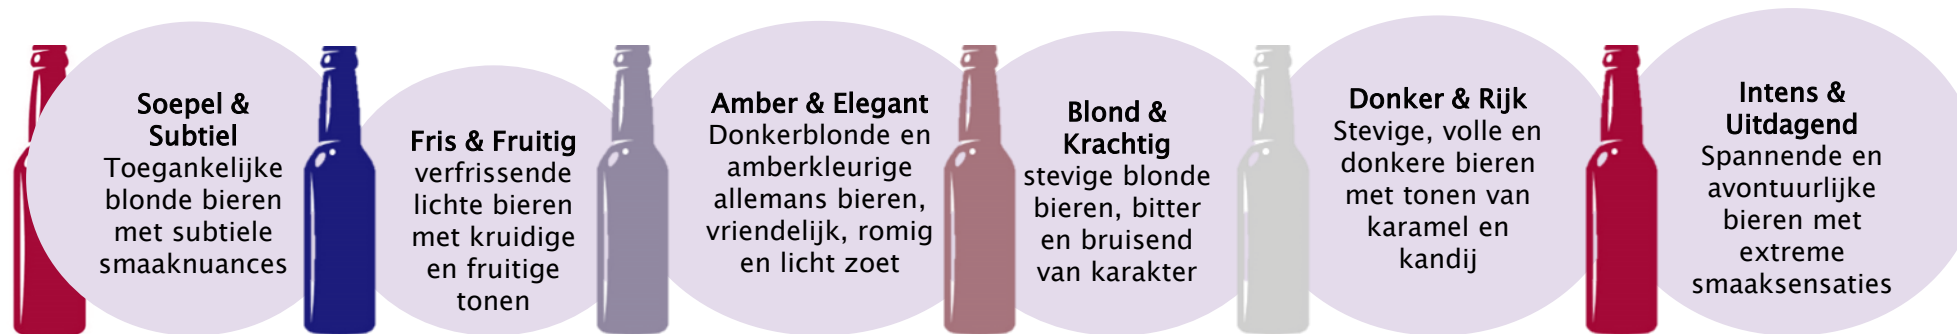 Soepel &
Subtiel
Toegankelijke
blonde bieren
met subtiele
smaaknuances
Fris & Fruitig
verfrissende
lichte bieren
met kruidige
en fruitige
tonen
Amber & Elegant
Donkerblonde en
amberkleurige
allemans bieren,
vriendelijk, romig
en licht zoet
Blond &
Krachtig
stevige blonde
bieren, bitter
en bruisend
van karakter
Donker & Rijk
Stevige, volle en
donkere bieren
met tonen van
karamel en
kandij
Intens &
Uitdagend
Spannende en
avontuurlijke
bieren met
extreme
smaaksensaties